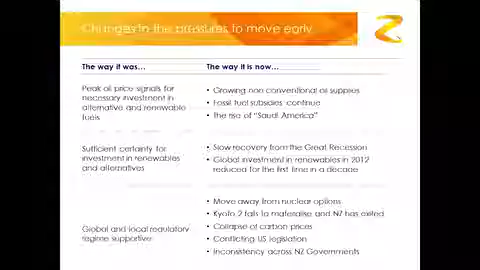 Changes to the pressures to move early
The way it was…
The way it is now…
Peak oil price signals for
necessary investment in
alternative and renewable
fuels
• Growing non conventional oil supplies
• Fossil fuel subsidies continue
• The rise of "Saudi America"
Sufficient certainty for
investment in renewables
and alternatives
• Slow recovery from the Great Recession
• Global investment in renewables in 2012
reduced for the first time in a decade
Global and local regulatory
regime supportive
• Move away from nuclear options
• Kyoto 2 fails to materialise and NZ has exited
• Collapse of carbon prices
• Conflicting US legislation
• Inconsistency across NZ Governments